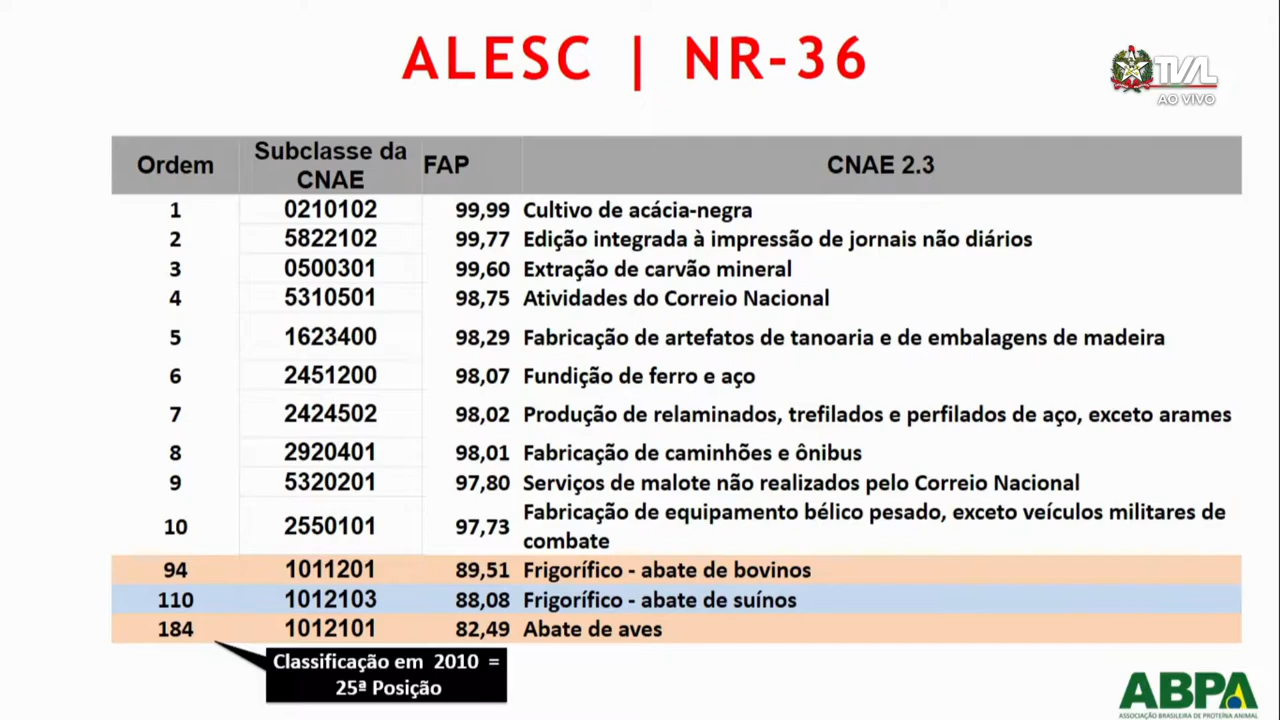 ALESC | NR-36
TVAL
AO VIVO
Ordem Subclasse da CNAE FAP CNAE 2.3
1 0210102 99,99 Cultivo de acácia-negra
2 5822102 99,77 Edição integrada à impressão de jornais não diários
3 0500301 99,60 Extração de carvão mineral
4 5310501 98,75 Atividades do Correio Nacional
5 1623400 98,29 Fabricação de artefatos de tanoaria e de embalagens de madeira
6 2451200 98,07 Fundição de ferro e aço
7 2424502 98,02 Produção de relaminados, trefilados e perfilados de aço, exceto arames
8 2920401 98,01 Fabricação de caminhões e ônibus
9 5320201 97,80 Serviços de malote não realizados pelo Correio Nacional
10 2550101 97,73 Fabricação de equipamento bélico pesado, exceto veículos militares de
combate
94 1011201 89,51 Frigorífico - abate de bovinos
110 1012103 88,08 Frigorífico - abate de suínos
184 1012101 82,49 Abate de aves
Classificação em 2010 =
25ª Posição
ABPA
ASSOCIAÇÃO BRASILEIRA DE PROTEÍNA ANIMAL